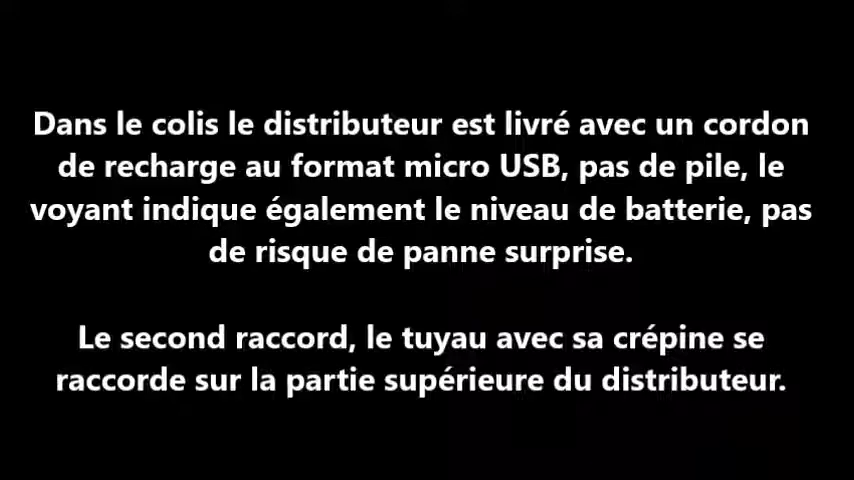 Dans le colis le distributeur est livré avec un cordon
de recharge au format micro USB, pas de pile, le
voyant indique également le niveau de batterie, pas
de risque de panne surprise.
Le second raccord, le tuyau avec sa crépine se
raccorde sur la partie supérieure du distributeur.